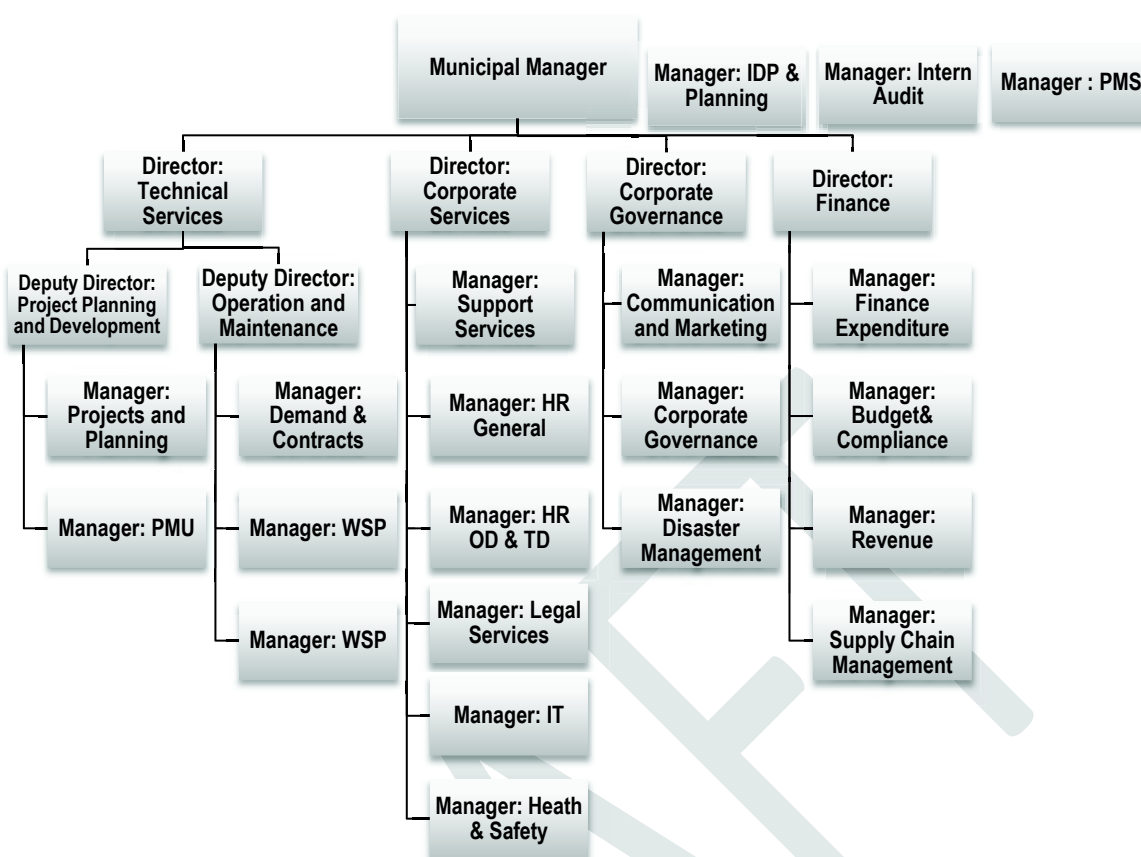 Municipal Manager
Manager: IDP &
Planning
Manager: Intern
Audit
Manager : PMS
Director:
Technical
Services
Director:
Corporate
Services
Director:
Corporate
Governance
Director:
Finance
Deputy Director:
Project Planning
and Development
Deputy Director:
Operation and
Maintenance
Manager:
Projects and
Planning
Manager: PMU
Manager:
Demand &
Contracts
Manager: WSP
Manager: WSP
Manager:
Support
Services
Manager: HR
General
Manager: HR
OD & TD
Manager: Legal
Services
Manager: IT
Manager: Heath
& Safety
Manager:
Communication
and Marketing
Manager:
Corporate
Governance
Manager:
Disaster
Management
Manager:
Finance
Expenditure
Manager:
Budget&
Compliance
Manager:
Revenue
Manager:
Supply Chain
Management